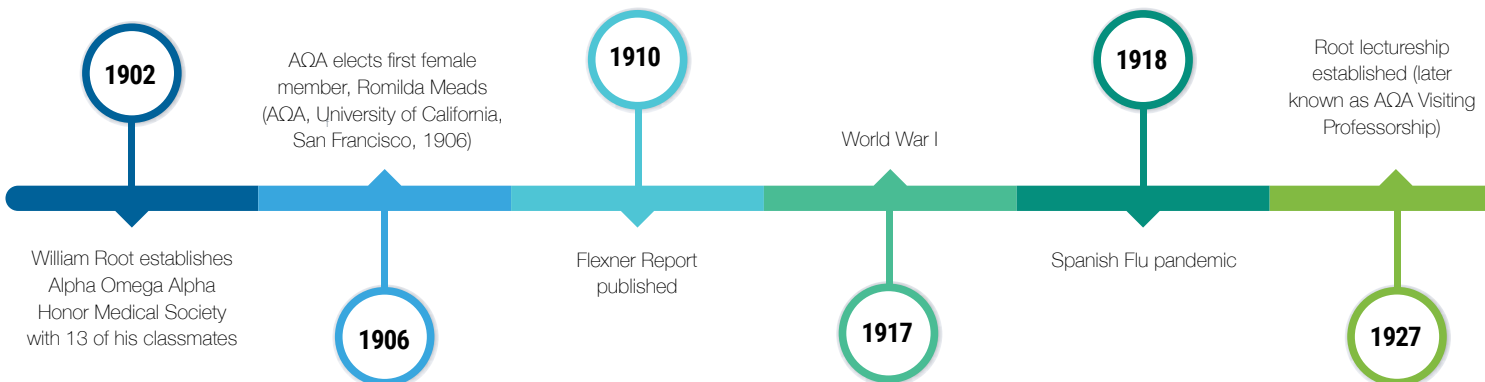 1902
William Root establishes
Alpha Omega Alpha
Honor Medical Society
with 13 of his classmates
AΩA elects first female
member, Romilda Meads
(AΩA, University of California,
San Francisco, 1906)
1906
1910
Flexner Report
published
World War I
1917
1918
Spanish Flu pandemic
Root lectureship
established (later
known as AΩA Visiting
Professorship)
1927